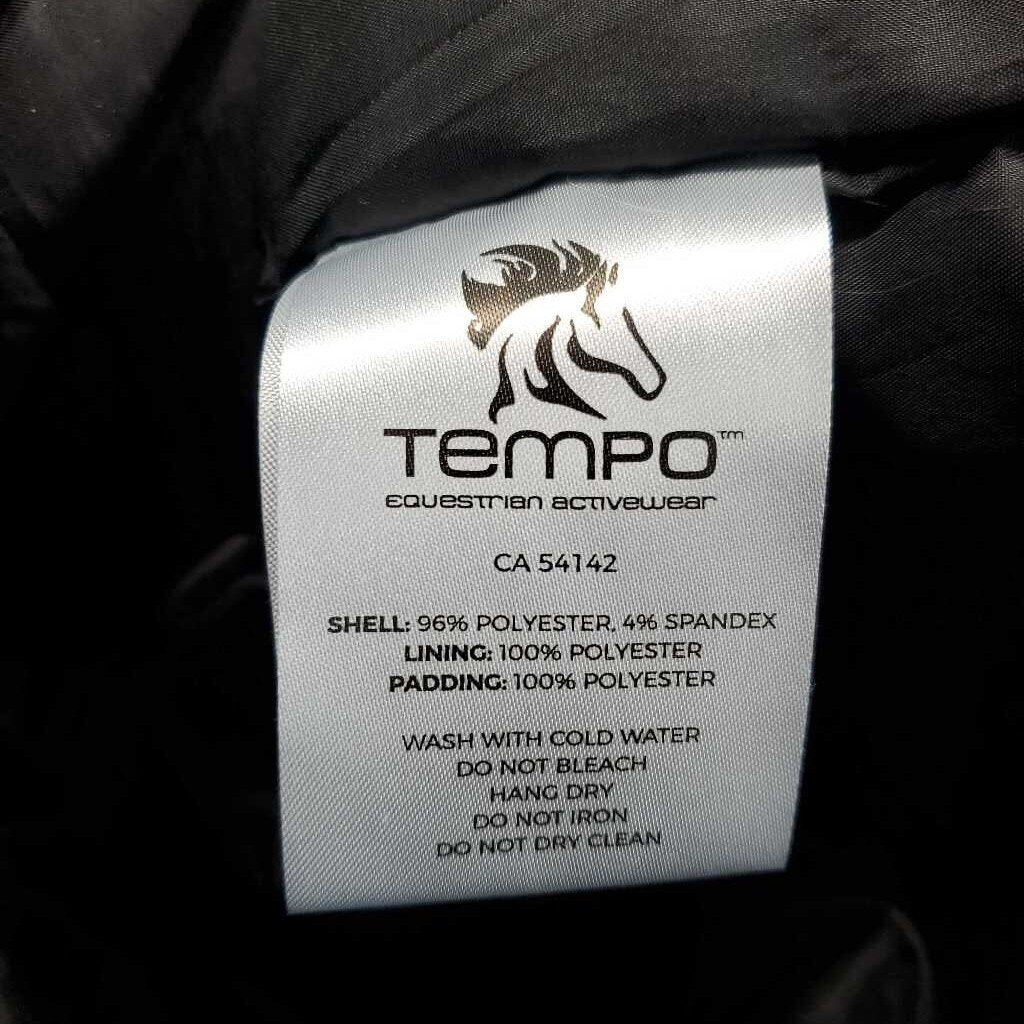 TEMPO™
EQUESTRIAN ACTIVEWEAR
CA 54142
SHELL: 96% POLYESTER, 4% SPANDEX
LINING: 100% POLYESTER
PADDING: 100% POLYESTER
WASH WITH COLD WATER
DO NOT BLEACH
HANG DRY
DO NOT IRON
DO NOT DRY CLEAN